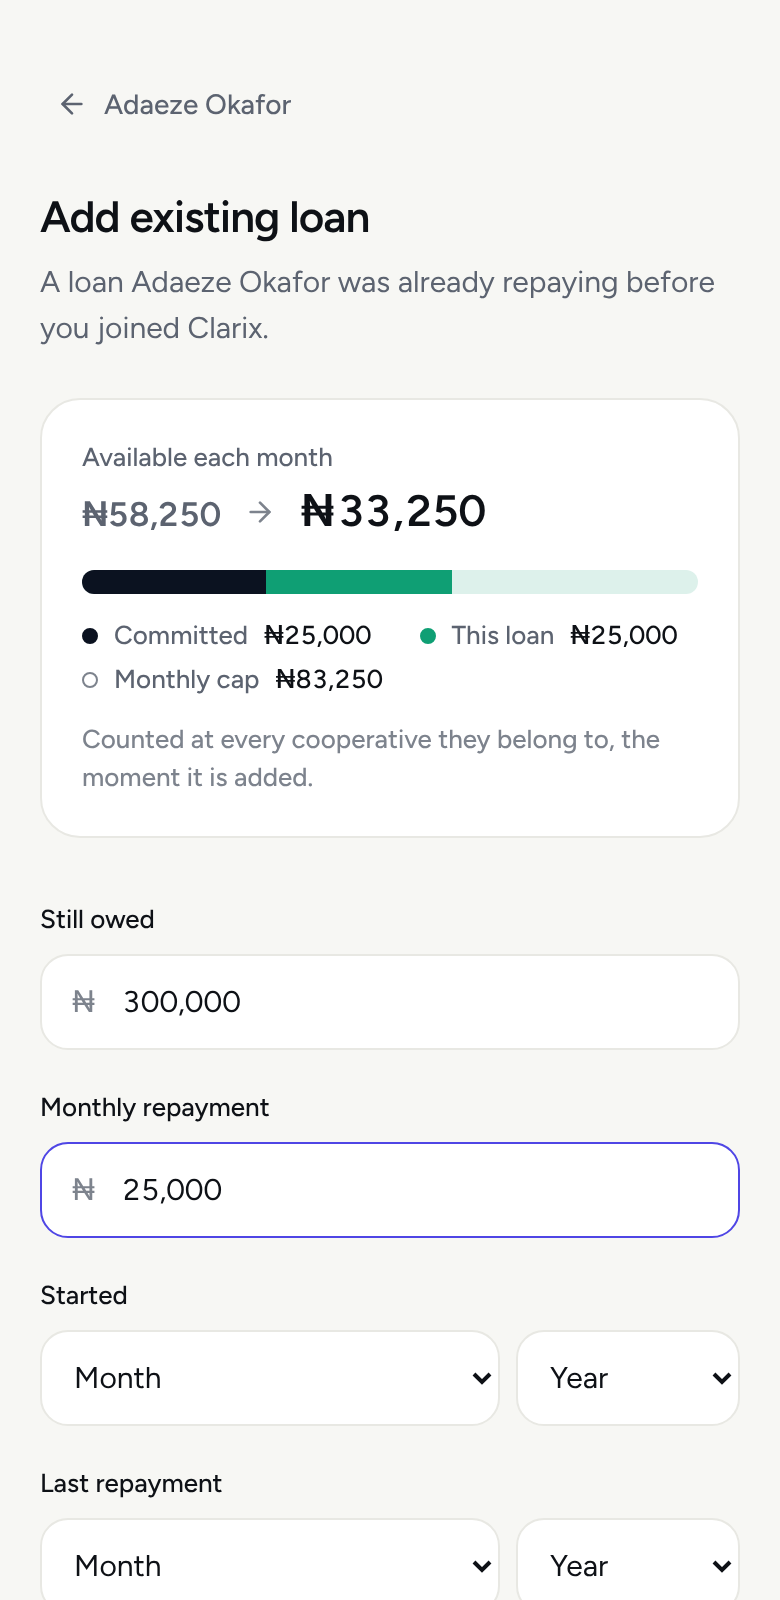 Adaeze Okafor
Add existing loan
A loan Adaeze Okafor was already repaying before
you joined Clarix.
Available each month
₦58,250 → ₦33,250
Committed ₦25,000 This loan ₦25,000
Monthly cap ₦83,250
Counted at every cooperative they belong to, the
moment it is added.
Still owed
₦ 300,000
Monthly repayment
₦ 25,000
Started
Month Year
Last repayment
Month Year